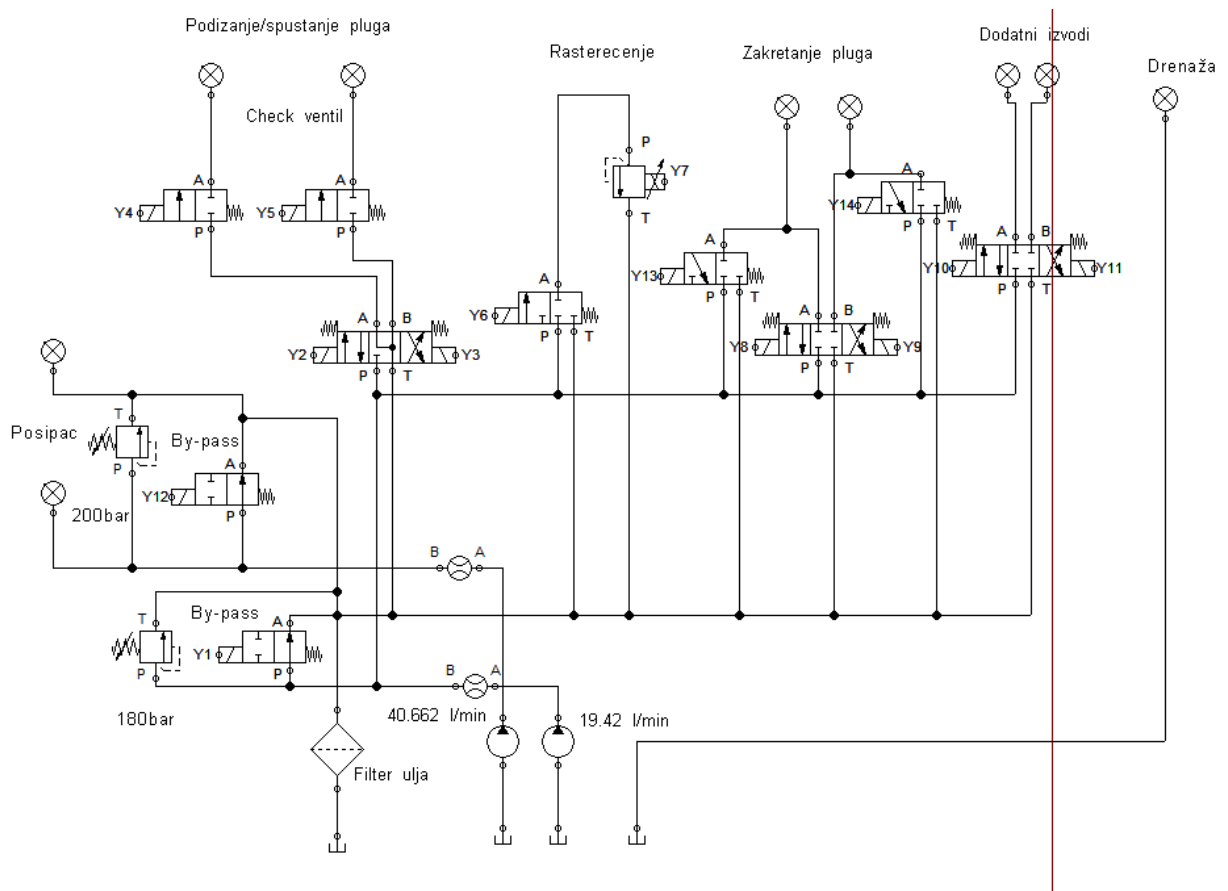 Podizanje/spustanje pluga
Rasterecenje
Zakretanje pluga
Dodatni izvodi
Drenaža
Check ventil
P
Y7
T
A
Y4
P
A
Y5
P
A
Y14
P
T
A
Y13
P
T
A
B
Y10
Y11
P
T
A
Y6
P
T
A
B
Y2
Y3
P
T
A
B
Y8
Y9
P
T
T
Posipac
P
By-pass
A
Y12
P
200bar
B
A
T
By-pass
A
Y1
P
P
B
A
180bar
40.662 l/min
19.42 l/min
Filter ulja